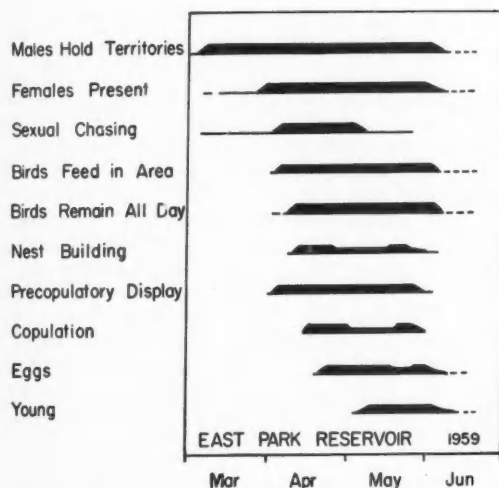 Males Hold Territories
Females Present
Sexual Chasing
Birds Feed in Area
Birds Remain All Day
Nest Building
Precopulatory Display
Copulation
Eggs
Young
EAST PARK RESERVOIR 1959
Mar Apr May Jun